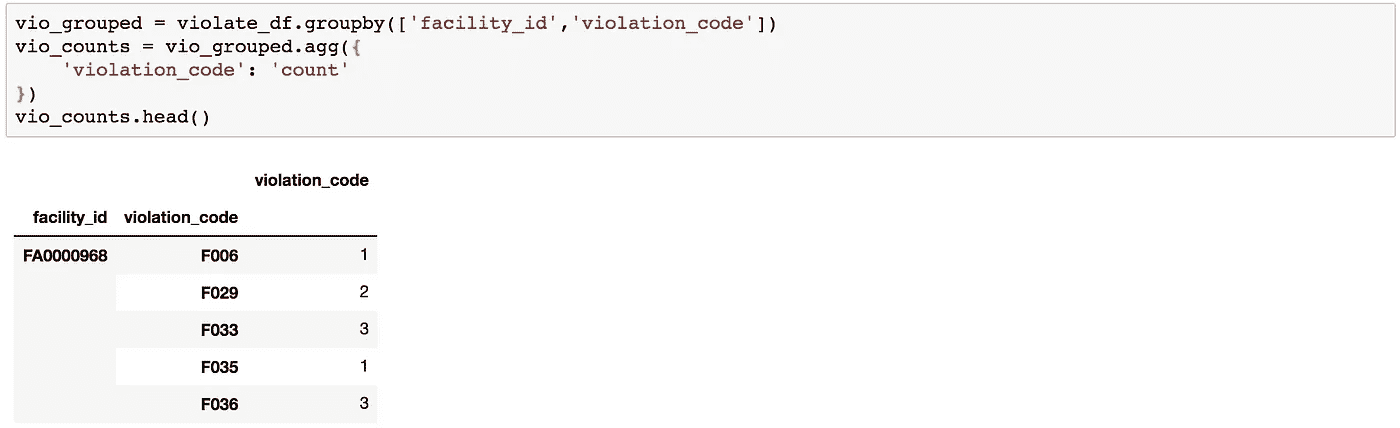 vio_grouped = violate_df.groupby(['facility_id','violation_code'])
vio_counts = vio_grouped.agg({
    'violation_code': 'count'
})
vio_counts.head()
violation_code
facility_id violation_code
FA0000968 F006 1
F029 2
F033 3
F035 1
F036 3